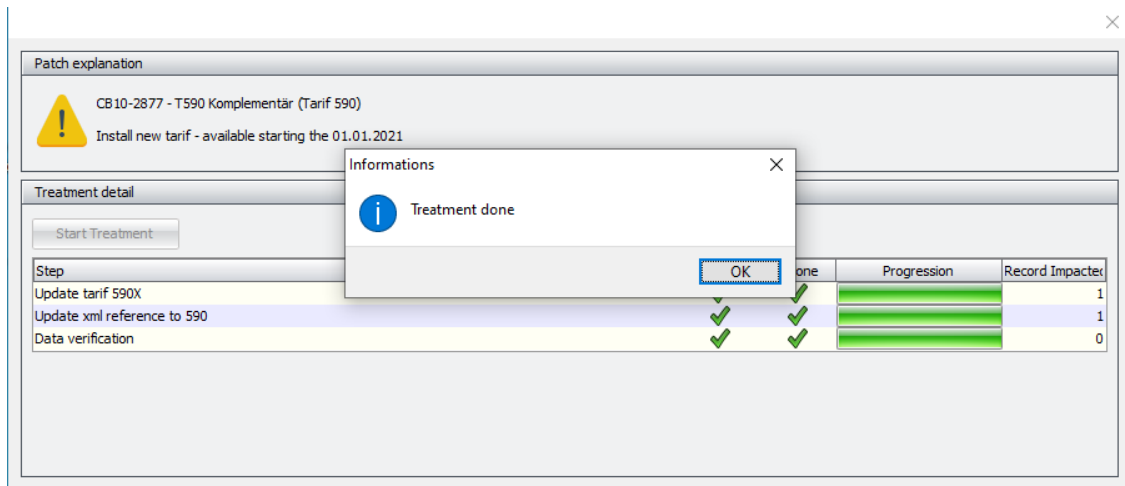 Patch explanation
CB10-2877 - T590 Komplementär (Tarif 590)
Install new tarif - available starting the 01.01.2021
Informations
Treatment done
OK
Treatment detail
Start Treatment
Step one Progression Record Impacted
Update tarif 590X 1
Update xml reference to 590 1
Data verification 0